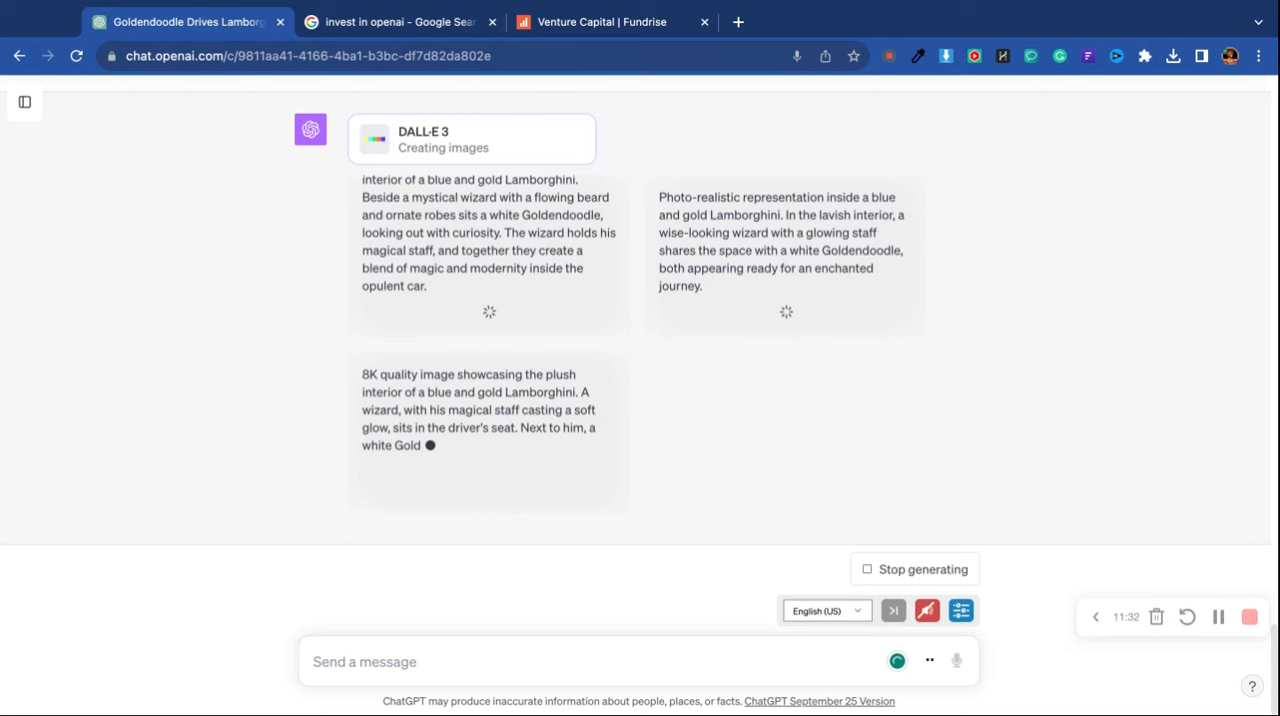 Goldendoodle Drives Lamborg
invest in openai - Google Sear
Venture Capital | Fundrise
chat.openai.com/c/9811aa41-4166-4ba1-b3bc-df7d82da802e
DALL·E 3
Creating images
interior of a blue and gold Lamborghini.
Beside a mystical wizard with a flowing beard
and ornate robes sits a white Goldendoodle,
looking out with curiosity. The wizard holds his
magical staff, and together they create a
blend of magic and modernity inside the
opulent car.
Photo-realistic representation inside a blue
and gold Lamborghini. In the lavish interior, a
wise-looking wizard with a glowing staff
shares the space with a white Goldendoodle,
both appearing ready for an enchanted
journey.
8K quality image showcasing the plush
interior of a blue and gold Lamborghini. A
wizard, with his magical staff casting a soft
glow, sits in the driver's seat. Next to him, a
white Gold
Stop generating
English (US)
11:32
Send a message
ChatGPT may produce inaccurate information about people, places, or facts. ChatGPT September 25 Version
?